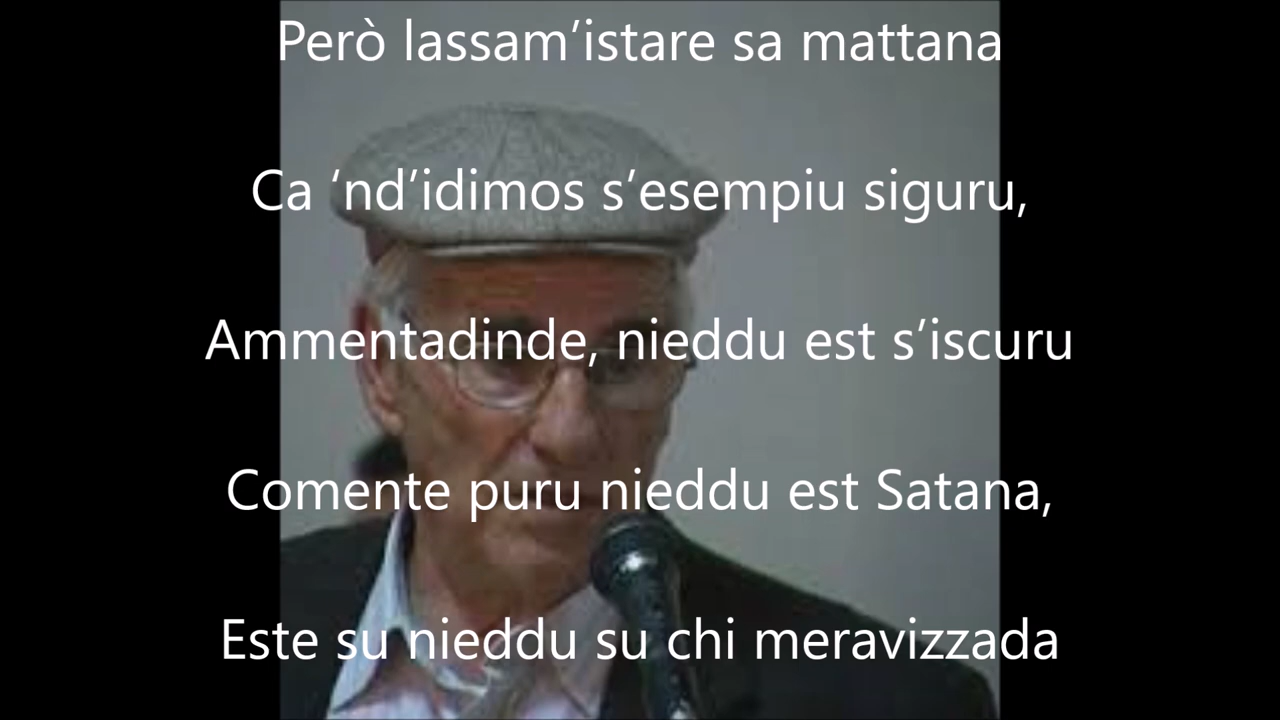 Però lassam’istare sa mattana
Ca ‘nd’idimos s’esempiu siguru,
Ammentadinde, nieddu est s’iscuru
Comente puru nieddu est Satana,
Este su nieddu su chi meravizzada